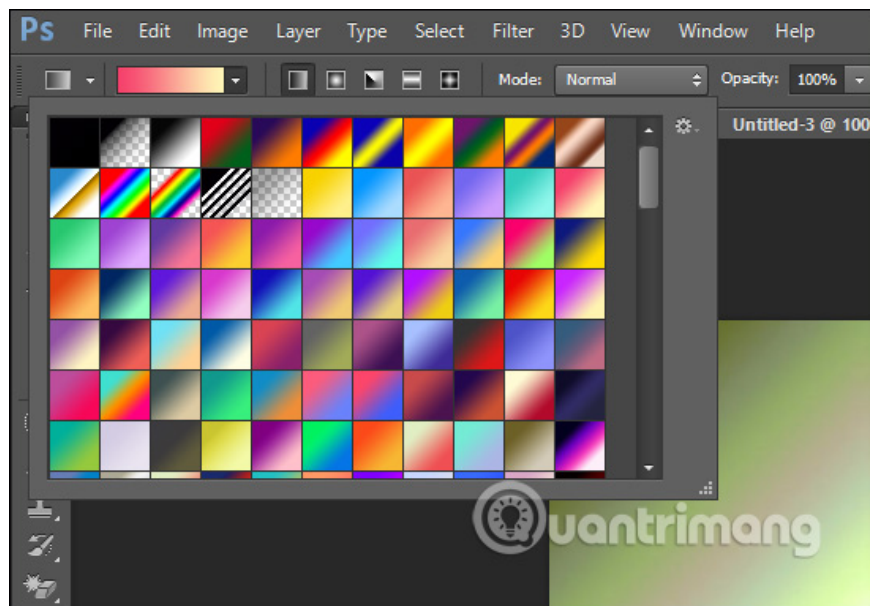 Ps File Edit Image Layer Type Select Filter 3D View Window Help
Mode: Normal Opacity: 100%
Untitled-3 @ 100
Quantrimang